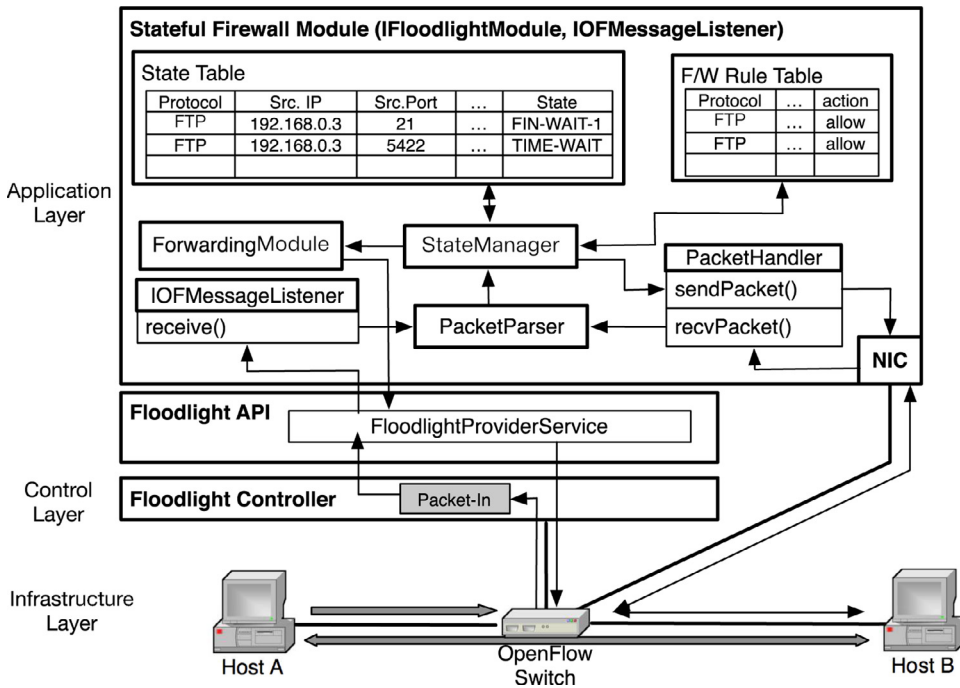 Stateful Firewall Module (IFloodlightModule, IOFMessageListener)
State Table
Protocol Src. IP Src.Port ... State
FTP 192.168.0.3 21 ... FIN-WAIT-1
FTP 192.168.0.3 5422 ... TIME-WAIT
F/W Rule Table
Protocol ... action
FTP ... allow
FTP ... allow
Application
Layer
ForwardingModule
StateManager
PacketHandler
sendPacket()
recvPacket()
IOFMessageListener
receive()
PacketParser
NIC
Floodlight API
FloodlightProviderService
Control
Layer
Floodlight Controller
Packet-In
Infrastructure
Layer
Host A
OpenFlow
Switch
Host B